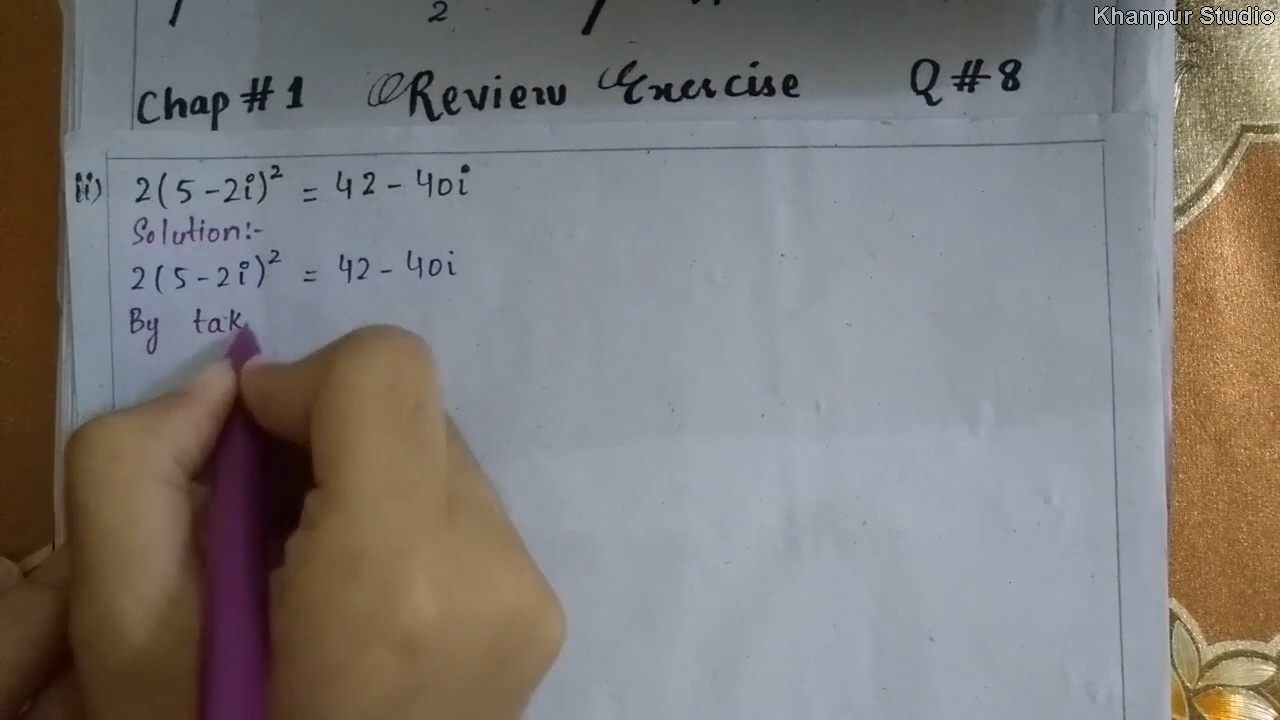 Khanpur Studio
2
Chap # 1 Review Exercise Q # 8
ii) 2(5-2i)² = 42-40i
Solution:-
2(5-2i)² = 42-40i
By tak